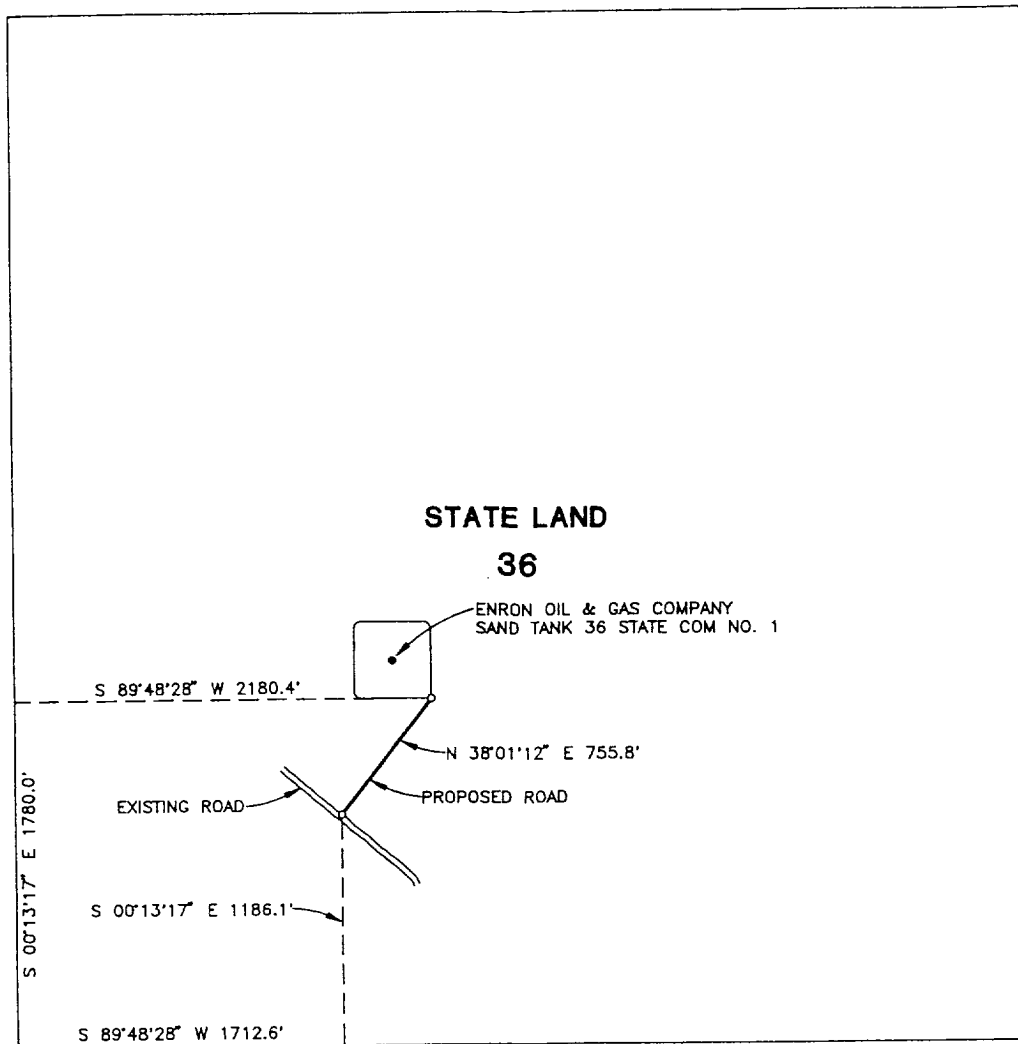 STATE LAND
36
ENRON OIL & GAS COMPANY
SAND TANK 36 STATE COM NO. 1
S 89°48'28" W 2180.4'
N 38°01'12" E 755.8'
PROPOSED ROAD
EXISTING ROAD
S 00°13'17" E 1780.0'
S 00°13'17" E 1186.1'
S 89°48'28" W 1712.6'